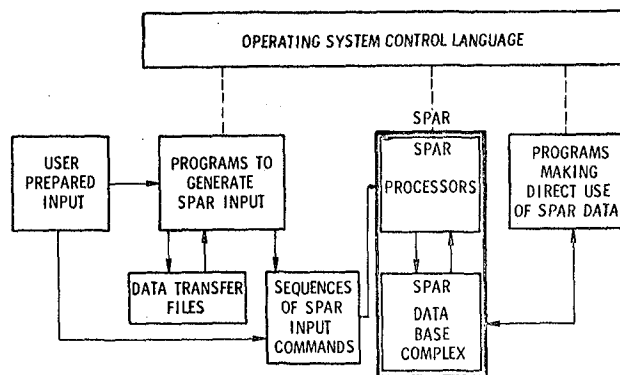 OPERATING SYSTEM CONTROL LANGUAGE
SPAR
USER
PREPARED
INPUT
PROGRAMS TO
GENERATE
SPAR INPUT
SPAR
PROCESSORS
PROGRAMS
MAKING
DIRECT USE
OF SPAR DATA
DATA TRANSFER
FILES
SEQUENCES
OF SPAR
INPUT
COMMANDS
SPAR
DATA
BASE
COMPLEX